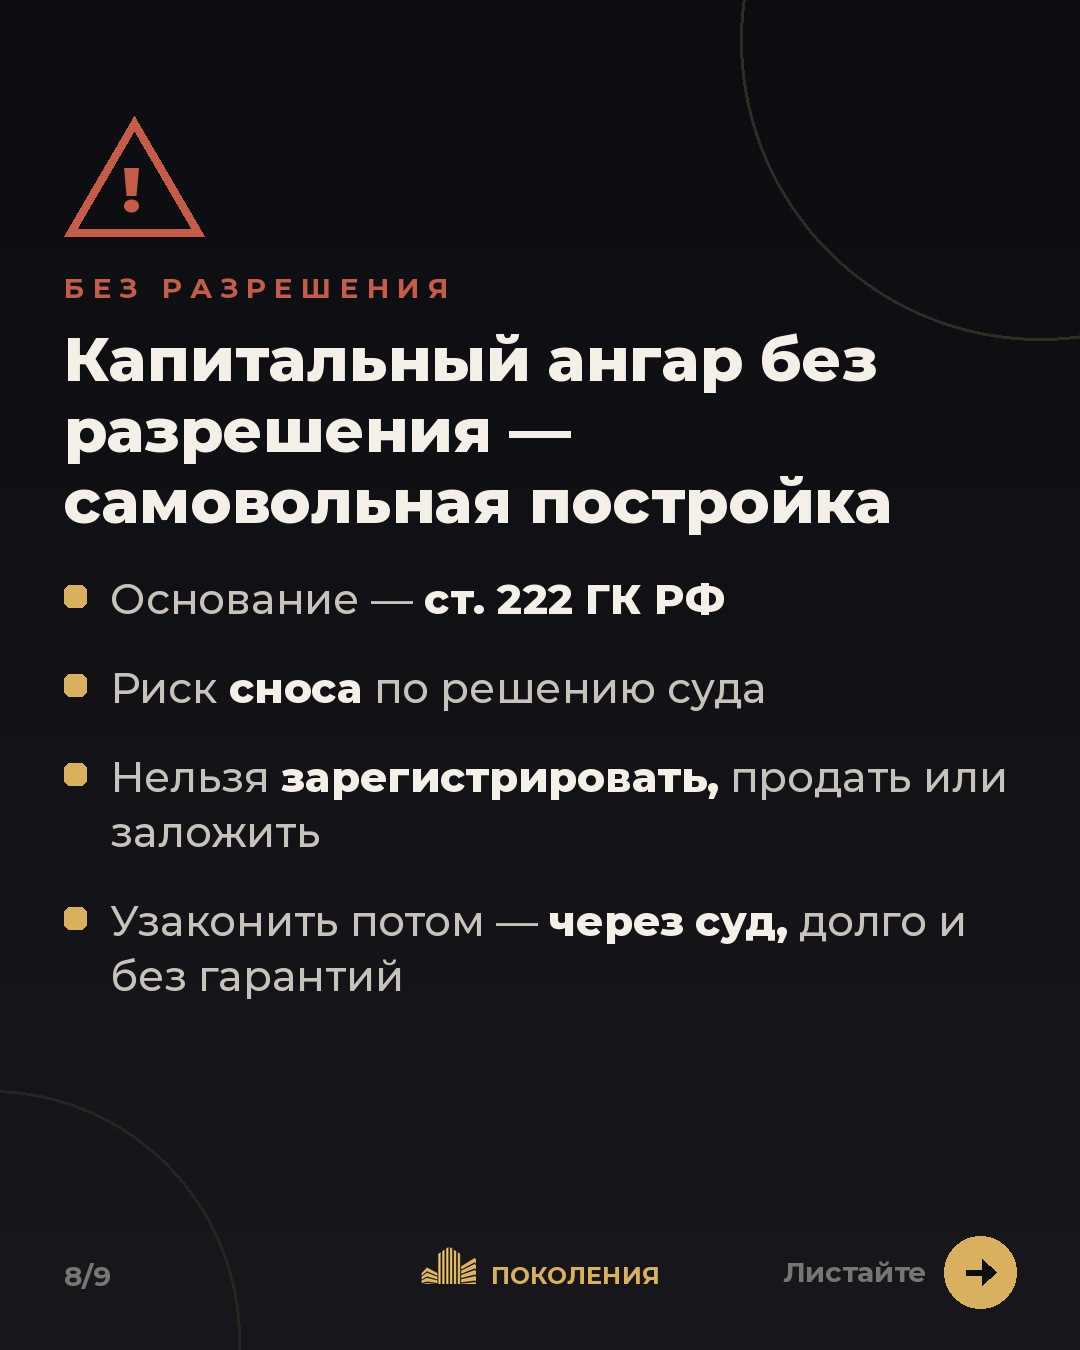 !
БЕЗ РАЗРЕШЕНИЯ
Капитальный ангар без
разрешения —
самовольная постройка
Основание — ст. 222 ГК РФ
Риск сноса по решению суда
Нельзя зарегистрировать, продать или
заложить
Узаконить потом — через суд, долго и
без гарантий
8/9
ПОКОЛЕНИЯ
Листайте